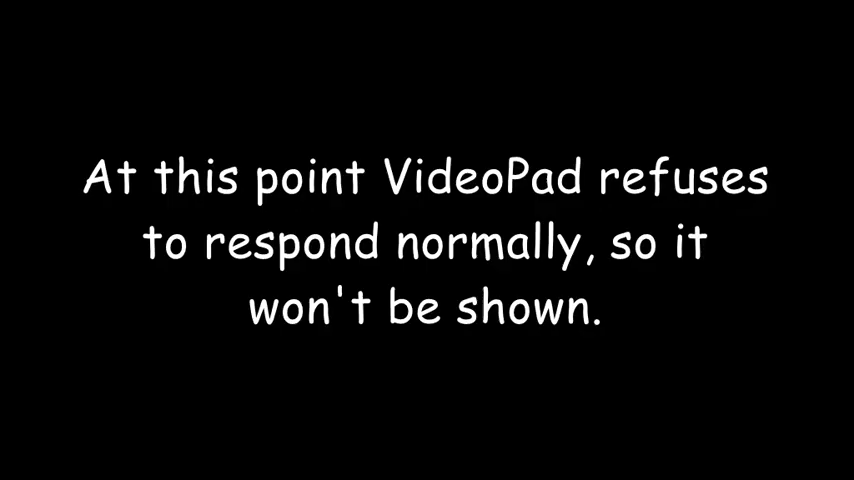 At this point VideoPad refuses
to respond normally, so it
won't be shown.